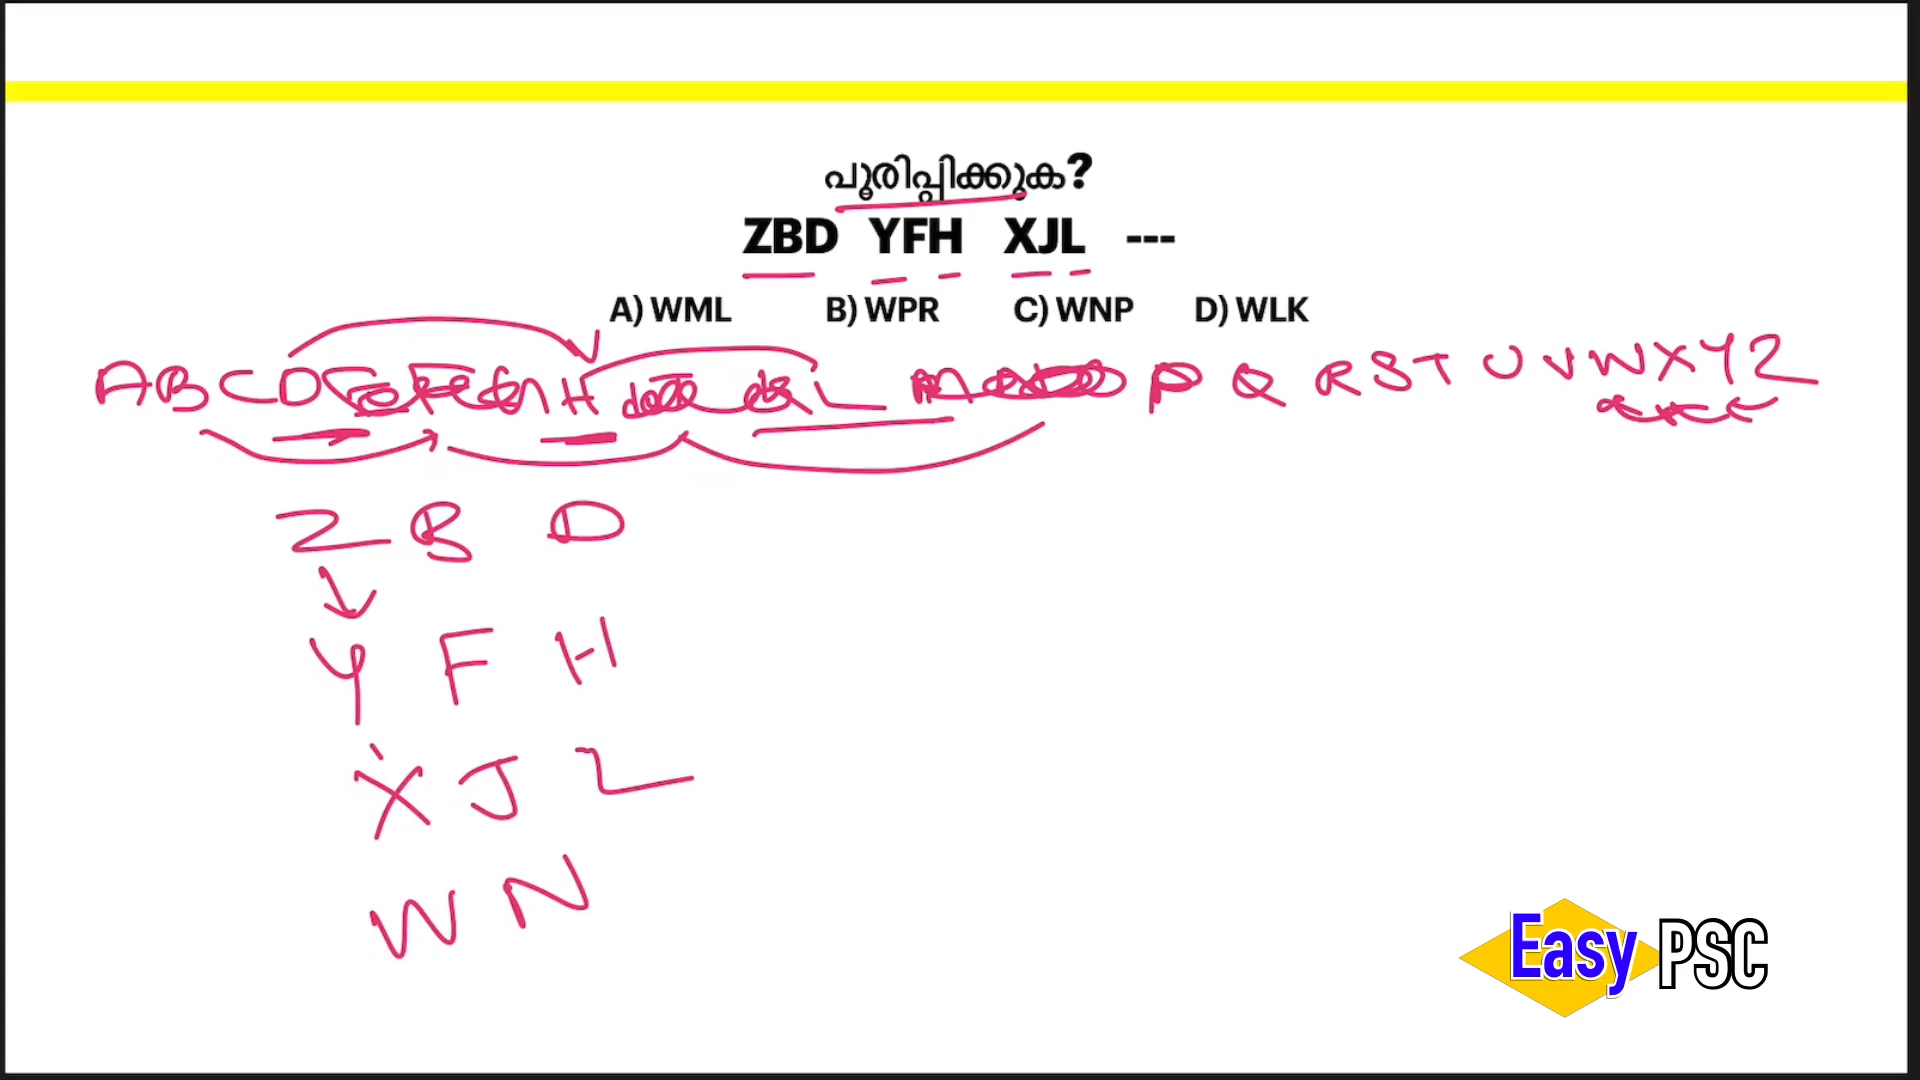 പൂരിപ്പിക്കുക?
ZBD YFH XJL ---
A) WML B) WPR C) WNP D) WLK
A B C D H L P Q R S T U V W X Y Z
Z B D
Y F H
X J L
W N
Easy PSC